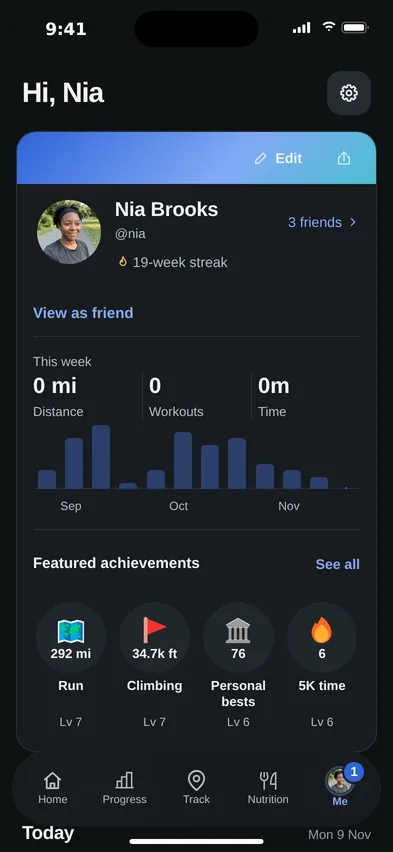 9:41
Hi, Nia
Edit
Nia Brooks
@nia
3 friends
19-week streak
View as friend
This week
0 mi
0
0m
Distance
Workouts
Time
Sep
Oct
Nov
Featured achievements
See all
292 mi
34.7k ft
76
6
Run
Climbing
Personal
bests
5K time
Lv 7
Lv 7
Lv 6
Lv 6
1
Home
Progress
Track
Nutrition
Me
Today
Mon 9 Nov